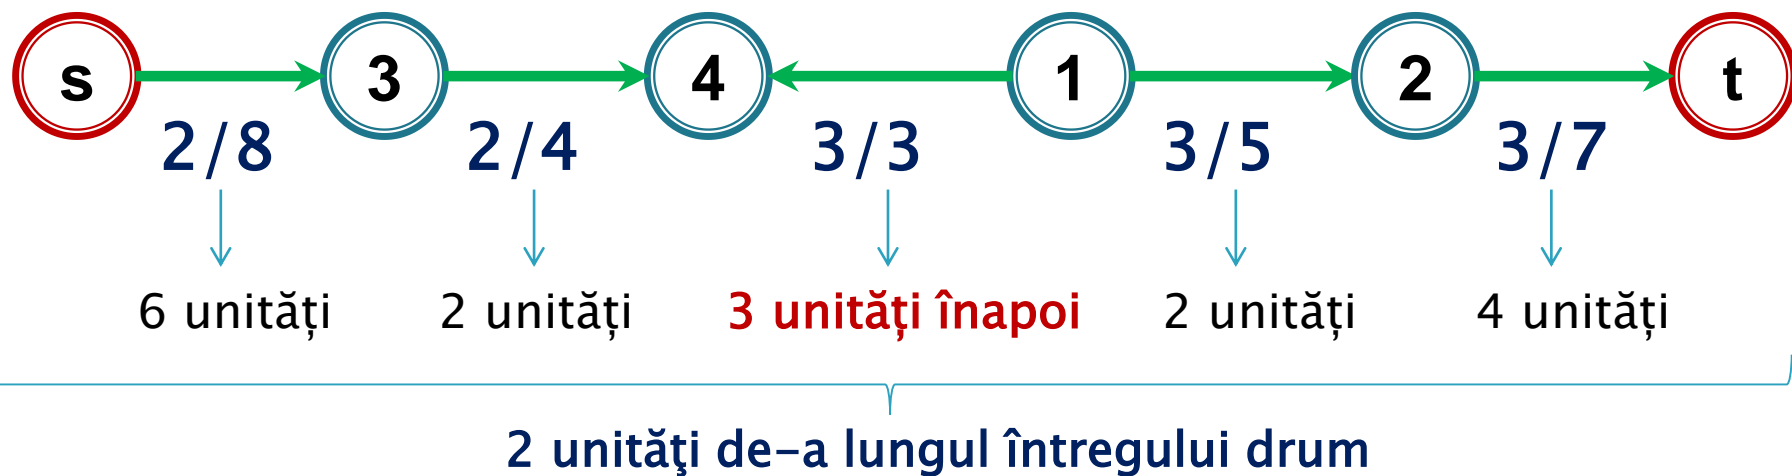 s 3 4 1 2 t
2/8 2/4 3/3 3/5 3/7
6 unități 2 unități 3 unități înapoi 2 unități 4 unități
2 unităţi de-a lungul întregului drum